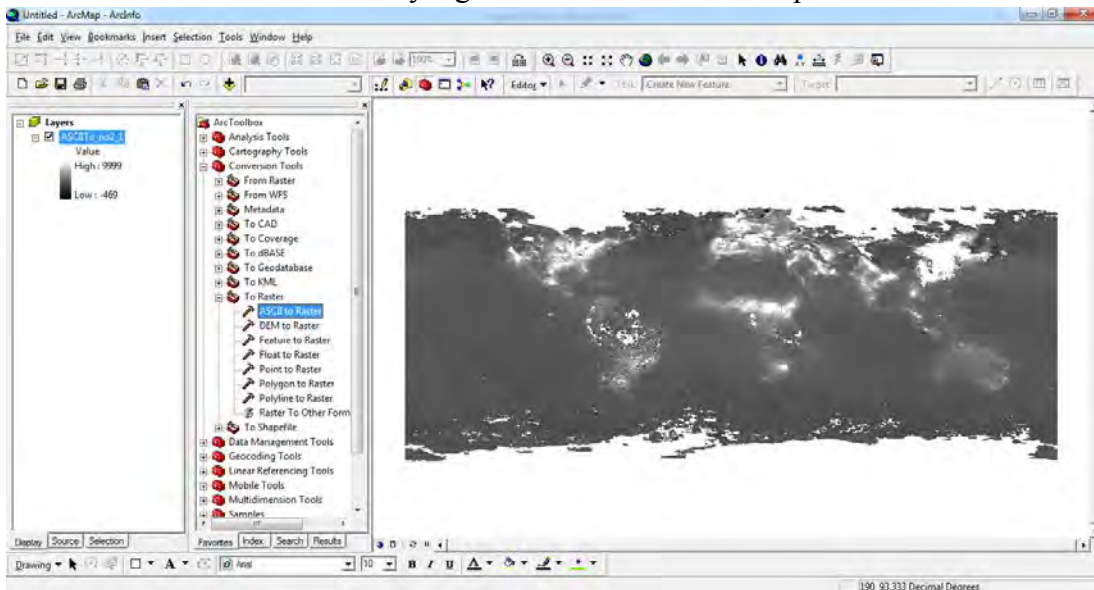 Untitled - ArcMap - ArcInfo
File Edit View Bookmarks Insert Selection Tools Window Help
100%
Editor
Create New Feature
Target
Layers
ASCIITo_no2_1
Value
High : 9999
Low : -469
ArcToolbox
Analysis Tools
Cartography Tools
Conversion Tools
From Raster
From WFS
Metadata
To CAD
To Coverage
To dBASE
To Geodatabase
To KML
To Raster
ASCII to Raster
DEM to Raster
Feature to Raster
Float to Raster
Point to Raster
Polygon to Raster
Polyline to Raster
Raster To Other Form
To Shapefile
Data Management Tools
Geocoding Tools
Linear Referencing Tools
Mobile Tools
Multidimension Tools
Samples
Display Source Selection
Favorites Index Search Results
Drawing A Arial 10 B I U A
190 93.333 Decimal Degrees